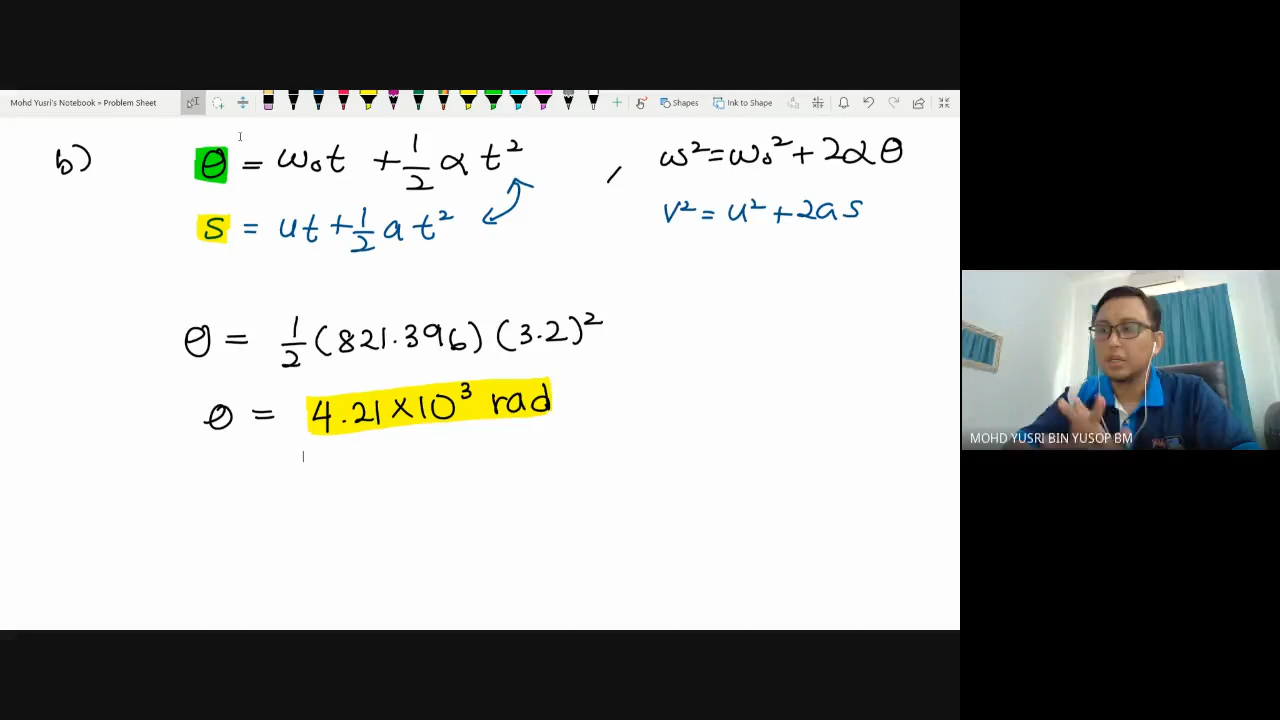 Mohd Yusri's Notebook » Problem Sheet
Shapes
Ink to Shape
b) θ = ω₀t + 1/2 α t² , ω² = ω₀² + 2αθ
s = ut + 1/2 a t² v² = u² + 2as
θ = 1/2 (821.396) (3.2)²
θ = 4.21 × 10³ rad
MOHD YUSRI BIN YUSOP BM